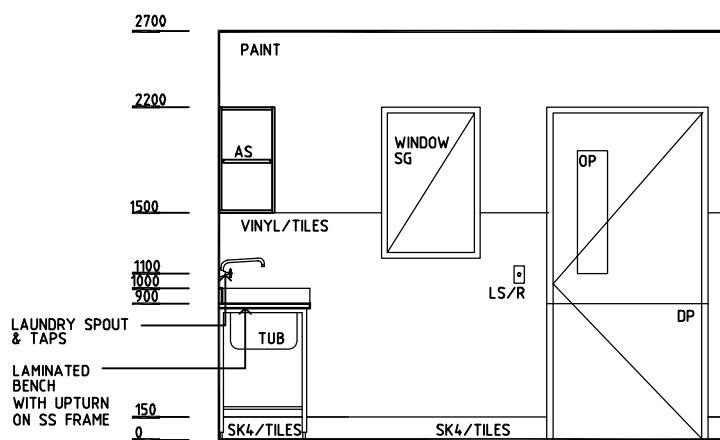 2700
PAINT
2200
AS
WINDOW
SG
OP
1500
VINYL/TILES
1100
1000
900
LS/R
DP
LAUNDRY SPOUT
& TAPS
TUB
LAMINATED
BENCH
WITH UPTURN
ON SS FRAME
150
0
SK4/TILES
SK4/TILES